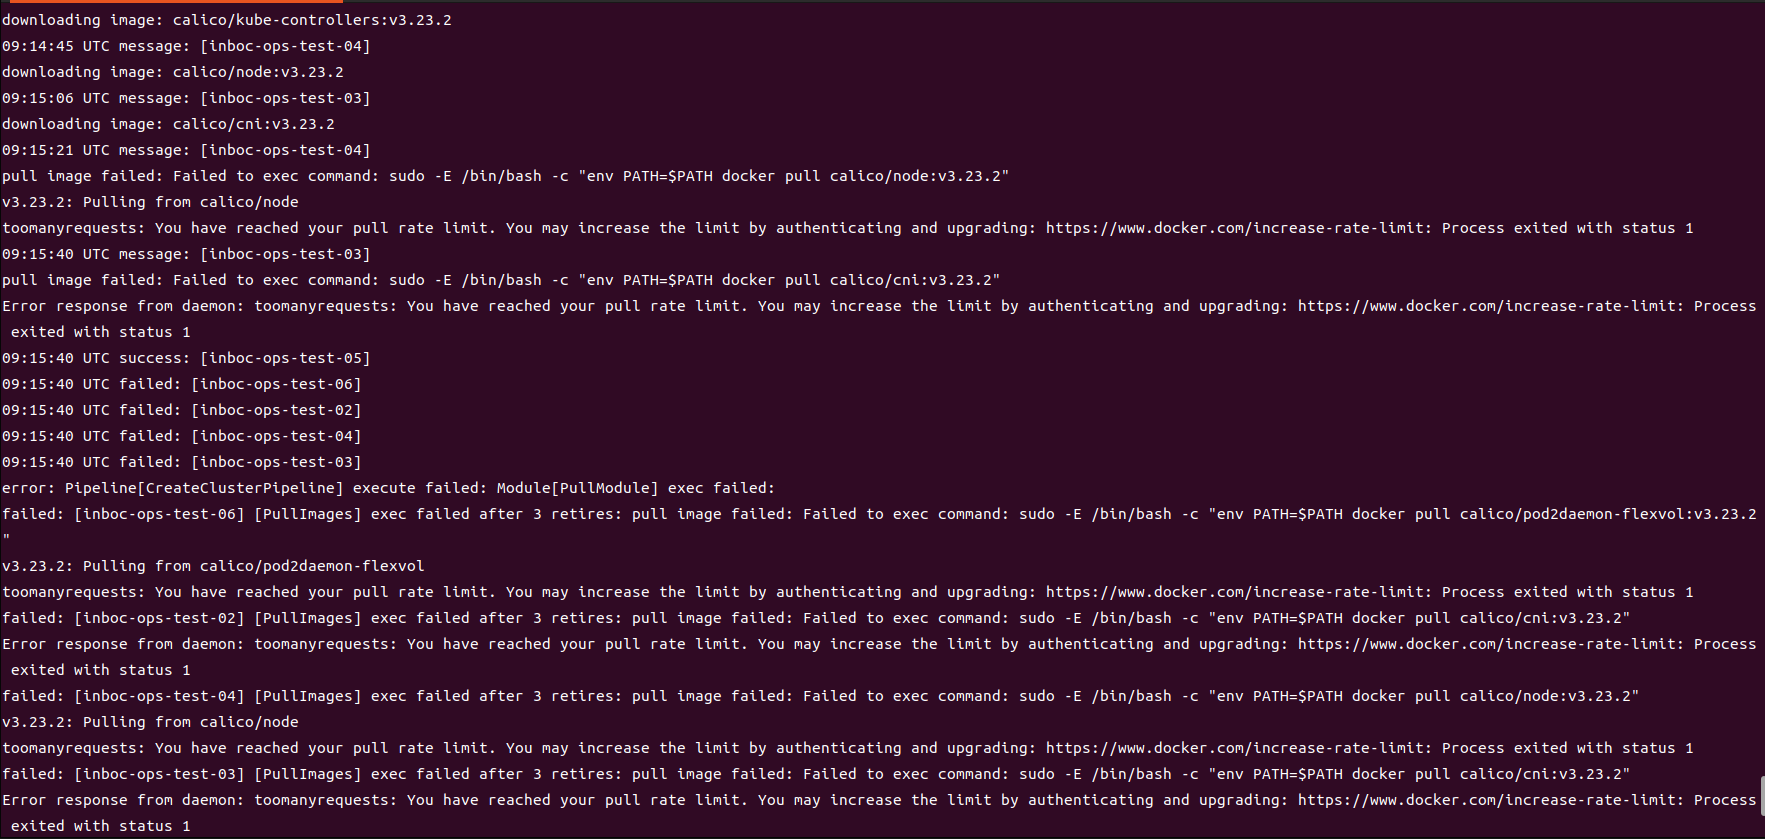 downloading image: calico/kube-controllers:v3.23.2
09:14:45 UTC message: [inboc-ops-test-04]
downloading image: calico/node:v3.23.2
09:15:06 UTC message: [inboc-ops-test-03]
downloading image: calico/cni:v3.23.2
09:15:21 UTC message: [inboc-ops-test-04]
pull image failed: Failed to exec command: sudo -E /bin/bash -c "env PATH=$PATH docker pull calico/node:v3.23.2"
v3.23.2: Pulling from calico/node
toomanyrequests: You have reached your pull rate limit. You may increase the limit by authenticating and upgrading: https://www.docker.com/increase-rate-limit: Process exited with status 1
09:15:40 UTC message: [inboc-ops-test-03]
pull image failed: Failed to exec command: sudo -E /bin/bash -c "env PATH=$PATH docker pull calico/cni:v3.23.2"
Error response from daemon: toomanyrequests: You have reached your pull rate limit. You may increase the limit by authenticating and upgrading: https://www.docker.com/increase-rate-limit: Process
 exited with status 1
09:15:40 UTC success: [inboc-ops-test-05]
09:15:40 UTC failed: [inboc-ops-test-06]
09:15:40 UTC failed: [inboc-ops-test-02]
09:15:40 UTC failed: [inboc-ops-test-04]
09:15:40 UTC failed: [inboc-ops-test-03]
error: Pipeline[CreateClusterPipeline] execute failed: Module[PullModule] exec failed:
failed: [inboc-ops-test-06] [PullImages] exec failed after 3 retires: pull image failed: Failed to exec command: sudo -E /bin/bash -c "env PATH=$PATH docker pull calico/pod2daemon-flexvol:v3.23.2
"
v3.23.2: Pulling from calico/pod2daemon-flexvol
toomanyrequests: You have reached your pull rate limit. You may increase the limit by authenticating and upgrading: https://www.docker.com/increase-rate-limit: Process exited with status 1
failed: [inboc-ops-test-02] [PullImages] exec failed after 3 retires: pull image failed: Failed to exec command: sudo -E /bin/bash -c "env PATH=$PATH docker pull calico/cni:v3.23.2"
Error response from daemon: toomanyrequests: You have reached your pull rate limit. You may increase the limit by authenticating and upgrading: https://www.docker.com/increase-rate-limit: Process
 exited with status 1
failed: [inboc-ops-test-04] [PullImages] exec failed after 3 retires: pull image failed: Failed to exec command: sudo -E /bin/bash -c "env PATH=$PATH docker pull calico/node:v3.23.2"
v3.23.2: Pulling from calico/node
toomanyrequests: You have reached your pull rate limit. You may increase the limit by authenticating and upgrading: https://www.docker.com/increase-rate-limit: Process exited with status 1
failed: [inboc-ops-test-03] [PullImages] exec failed after 3 retires: pull image failed: Failed to exec command: sudo -E /bin/bash -c "env PATH=$PATH docker pull calico/cni:v3.23.2"
Error response from daemon: toomanyrequests: You have reached your pull rate limit. You may increase the limit by authenticating and upgrading: https://www.docker.com/increase-rate-limit: Process
 exited with status 1